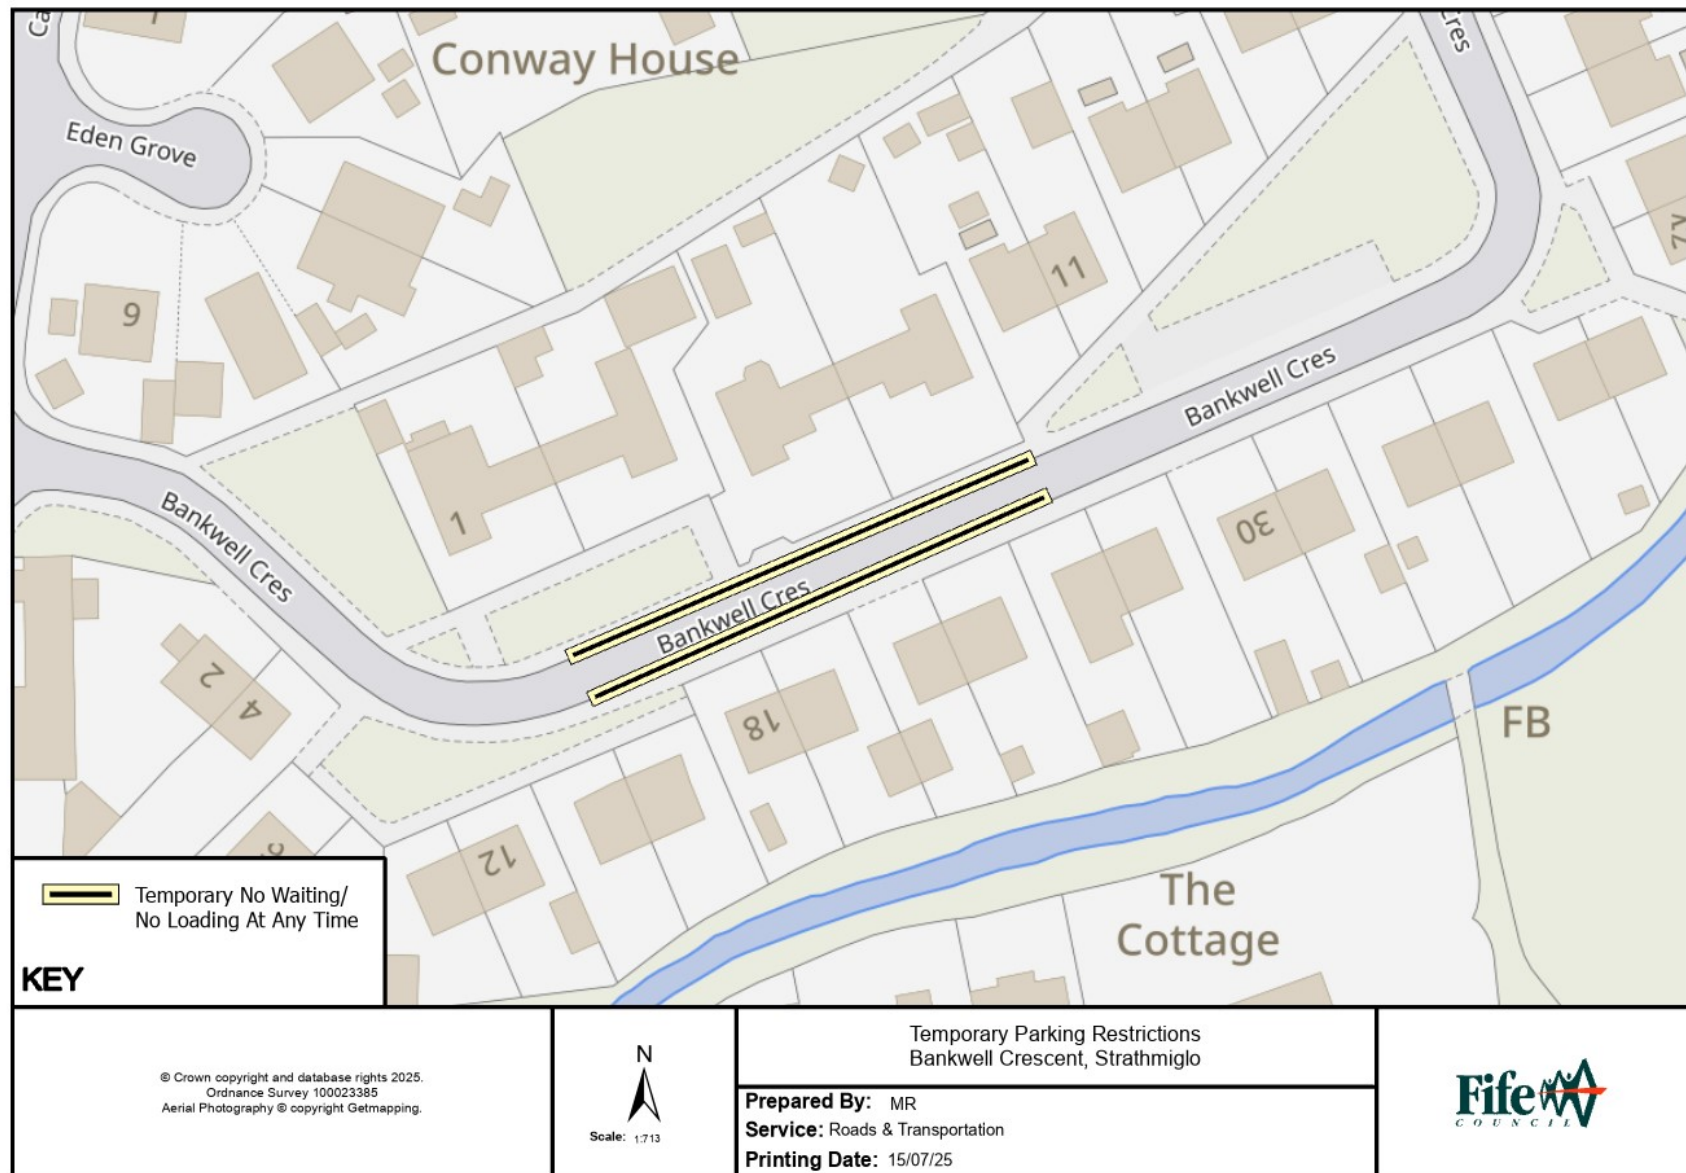 Ca
Cres
Conway House
Eden Grove
9
11
1
Bankwell Cres
Bankwell Cres
Bankwell Cres
2
4
30
18
12
FB
The
Cottage
Temporary No Waiting/
No Loading At Any Time
KEY
© Crown copyright and database rights 2025.
Ordnance Survey 100023385
Aerial Photography © copyright Getmapping.
N
Scale: 1:713
Temporary Parking Restrictions
Bankwell Crescent, Strathmiglo
Prepared By: MR
Service: Roads & Transportation
Printing Date: 15/07/25
Fife
COUNCIL